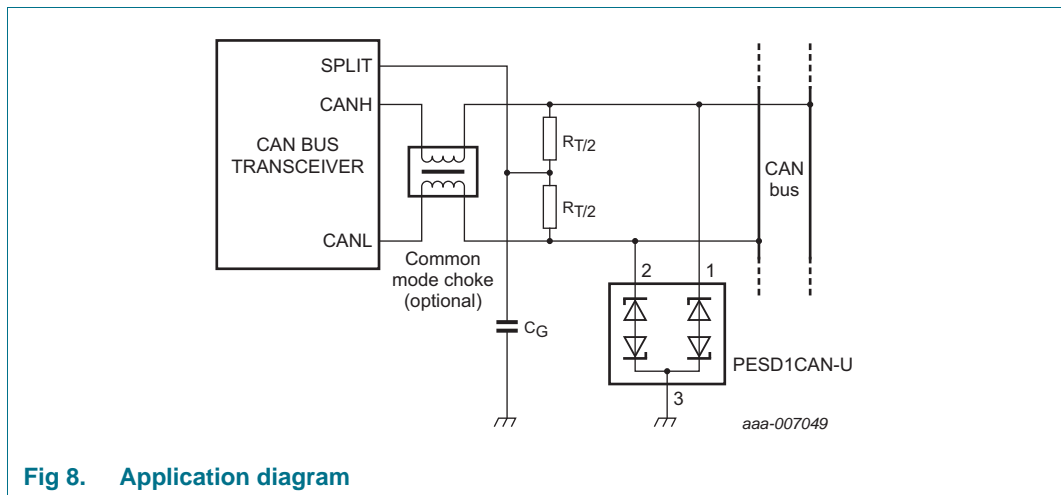 SPLIT
CANH
CAN BUS
TRANSCEIVER
CANL
Common
mode choke
(optional)
RT/2
RT/2
CG
CAN
bus
2
1
3
PESD1CAN-U
aaa-007049
Fig 8. Application diagram